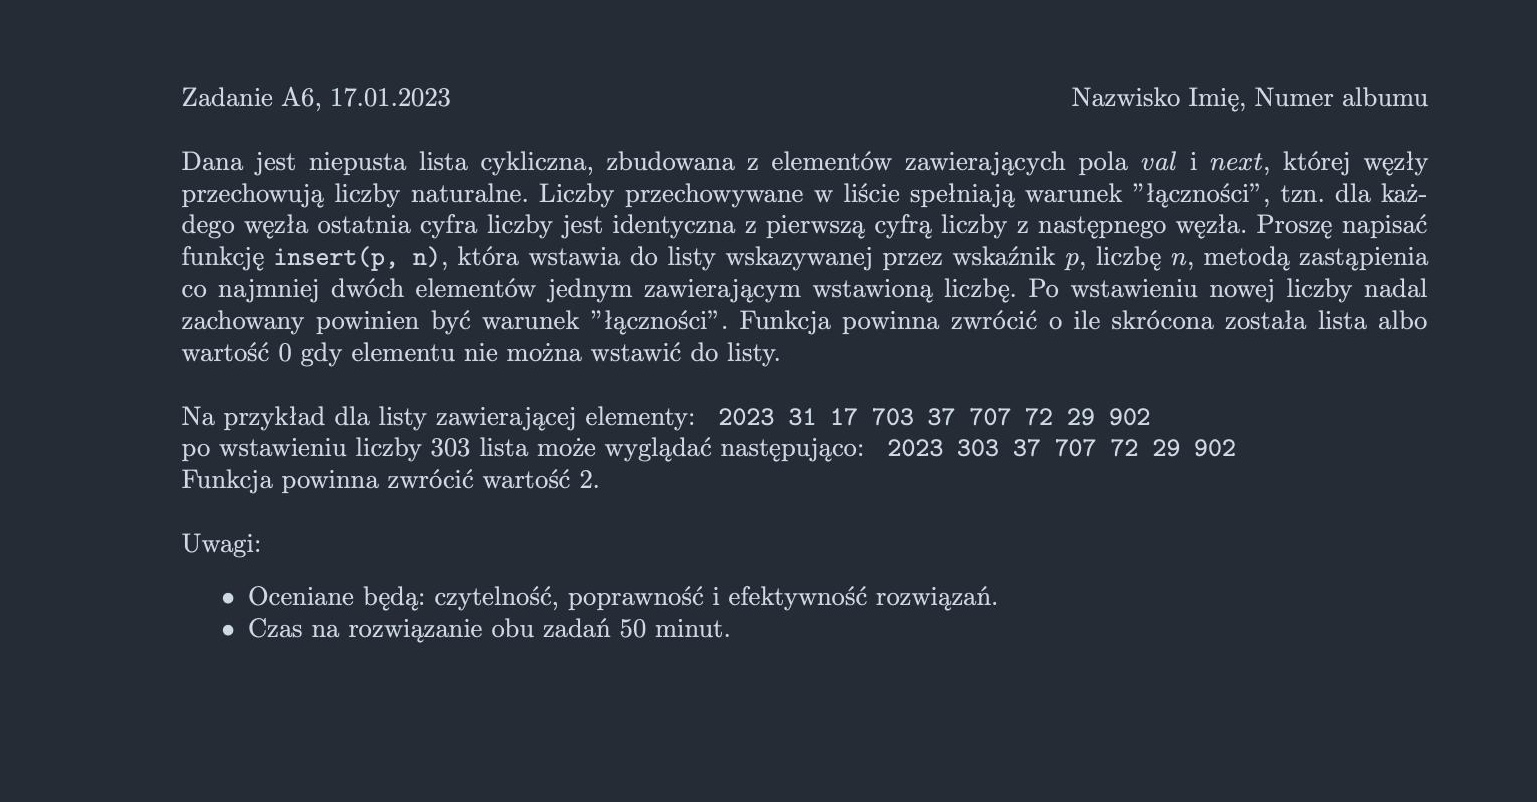 Zadanie A6, 17.01.2023 Nazwisko Imię, Numer albumu
Dana jest niepusta lista cykliczna, zbudowana z elementów zawierających pola val i next, której węzły
przechowują liczby naturalne. Liczby przechowywane w liście spełniają warunek ”łączności”, tzn. dla każ-
dego węzła ostatnia cyfra liczby jest identyczna z pierwszą cyfrą liczby z następnego węzła. Proszę napisać
funkcję insert(p, n), która wstawia do listy wskazywanej przez wskaźnik p, liczbę n, metodą zastąpienia
co najmniej dwóch elementów jednym zawierającym wstawioną liczbę. Po wstawieniu nowej liczby nadal
zachowany powinien być warunek ”łączności”. Funkcja powinna zwrócić o ile skrócona została lista albo
wartość 0 gdy elementu nie można wstawić do listy.
Na przykład dla listy zawierającej elementy: 2023 31 17 703 37 707 72 29 902
po wstawieniu liczby 303 lista może wyglądać następująco: 2023 303 37 707 72 29 902
Funkcja powinna zwrócić wartość 2.
Uwagi:
• Oceniane będą: czytelność, poprawność i efektywność rozwiązań.
• Czas na rozwiązanie obu zadań 50 minut.